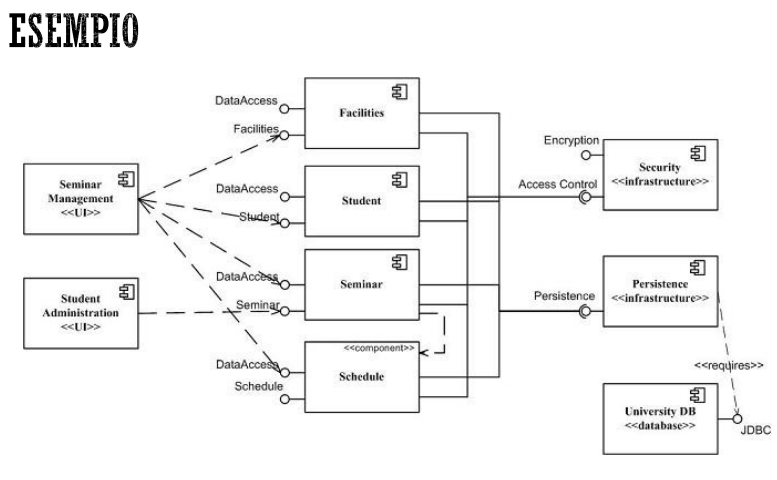 ESEMPIO
DataAccess
Facilities
Facilities
Encryption
Security
<<infrastructure>>
Access Control
Seminar
Management
<<UI>>
DataAccess
Student
Student
DataAccess
Seminar
Seminar
Student
Administration
<<UI>>
Persistence
Persistence
<<infrastructure>>
<<component>>
DataAccess
Schedule
Schedule
<<requires>>
University DB
<<database>>
JDBC